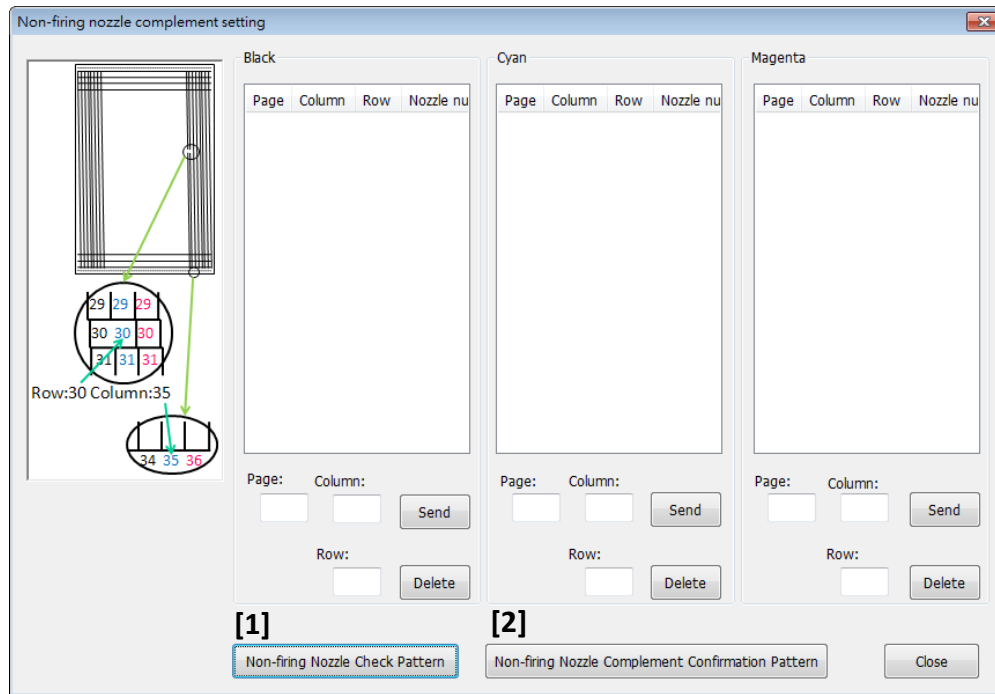 Non-firing nozzle complement setting
29 29 29
30 30 30
31 31 31
Row:30 Column:35
34 35 36
Black
Page Column Row Nozzle nu
Page: Column:
Send
Row:
Delete
Cyan
Page Column Row Nozzle nu
Page: Column:
Send
Row:
Delete
Magenta
Page Column Row Nozzle nu
Page: Column:
Send
Row:
Delete
[1] [2]
Non-firing Nozzle Check Pattern
Non-firing Nozzle Complement Confirmation Pattern
Close